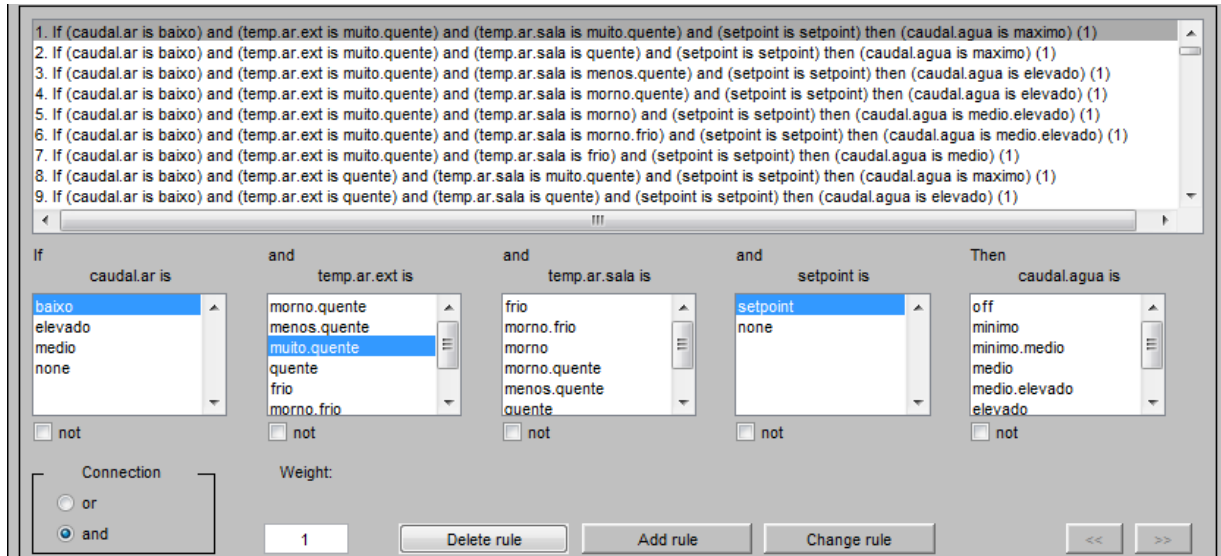 1. If (caudal.ar is baixo) and (temp.ar.ext is muito.quente) and (temp.ar.sala is muito.quente) and (setpoint is setpoint) then (caudal.agua is maximo) (1)
2. If (caudal.ar is baixo) and (temp.ar.ext is muito.quente) and (temp.ar.sala is quente) and (setpoint is setpoint) then (caudal.agua is maximo) (1)
3. If (caudal.ar is baixo) and (temp.ar.ext is muito.quente) and (temp.ar.sala is menos.quente) and (setpoint is setpoint) then (caudal.agua is elevado) (1)
4. If (caudal.ar is baixo) and (temp.ar.ext is muito.quente) and (temp.ar.sala is morno.quente) and (setpoint is setpoint) then (caudal.agua is elevado) (1)
5. If (caudal.ar is baixo) and (temp.ar.ext is muito.quente) and (temp.ar.sala is morno) and (setpoint is setpoint) then (caudal.agua is medio.elevado) (1)
6. If (caudal.ar is baixo) and (temp.ar.ext is muito.quente) and (temp.ar.sala is morno.frio) and (setpoint is setpoint) then (caudal.agua is medio.elevado) (1)
7. If (caudal.ar is baixo) and (temp.ar.ext is muito.quente) and (temp.ar.sala is frio) and (setpoint is setpoint) then (caudal.agua is medio) (1)
8. If (caudal.ar is baixo) and (temp.ar.ext is quente) and (temp.ar.sala is muito.quente) and (setpoint is setpoint) then (caudal.agua is maximo) (1)
9. If (caudal.ar is baixo) and (temp.ar.ext is quente) and (temp.ar.sala is quente) and (setpoint is setpoint) then (caudal.agua is elevado) (1)
If
caudal.ar is
baixo
elevado
medio
none
not
and
temp.ar.ext is
morno.quente
menos.quente
muito.quente
quente
frio
morno.frio
not
and
temp.ar.sala is
frio
morno.frio
morno
morno.quente
menos.quente
quente
not
and
setpoint is
setpoint
none
not
Then
caudal.agua is
off
minimo
minimo.medio
medio
medio.elevado
elevado
not
Connection
or
and
Weight:
1
Delete rule
Add rule
Change rule
<<
>>